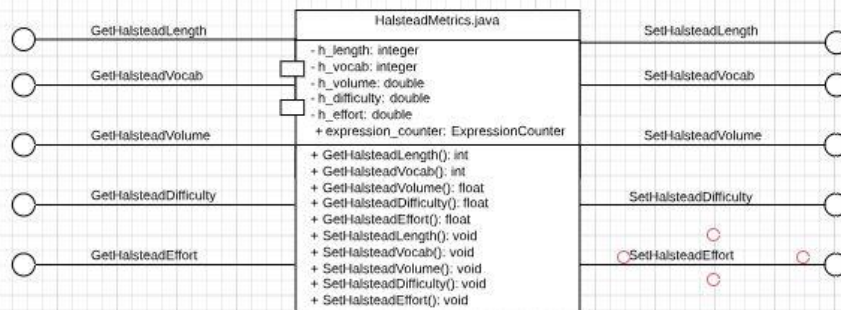 HalsteadMetrics.java
GetHalsteadLength
GetHalsteadVocab
GetHalsteadVolume
GetHalsteadDifficulty
GetHalsteadEffort
- h_length: integer
- h_vocab: integer
- h_volume: double
- h_difficulty: double
- h_effort: double
+ expression_counter: ExpressionCounter
+ GetHalsteadLength(): int
+ GetHalsteadVocab(): int
+ GetHalsteadVolume(): float
+ GetHalsteadDifficulty(): float
+ GetHalsteadEffort(): float
+ SetHalsteadLength(): void
+ SetHalsteadVocab(): void
+ SetHalsteadVolume(): void
+ SetHalsteadDifficulty(): void
+ SetHalsteadEffort(): void
SetHalsteadLength
SetHalsteadVocab
SetHalsteadVolume
SetHalsteadDifficulty
SetHalsteadEffort